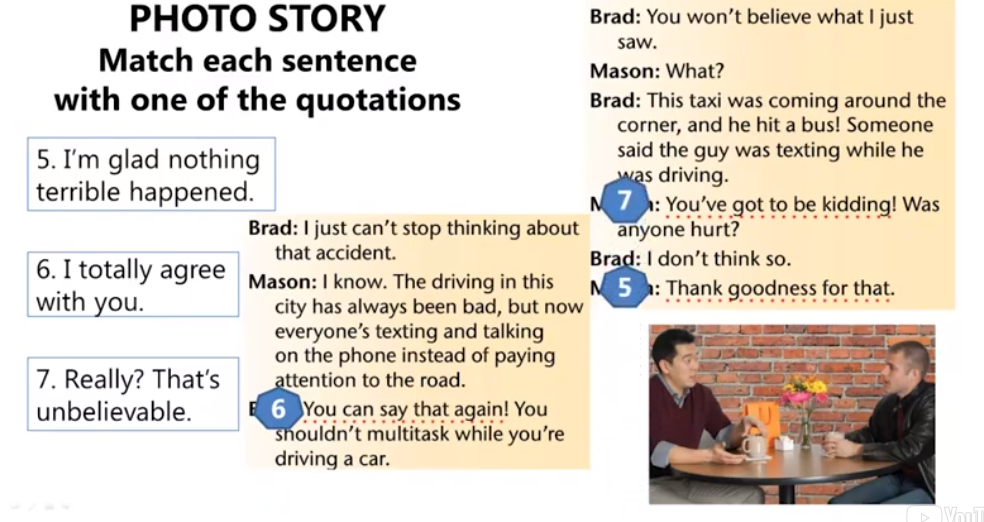 PHOTO STORY
Match each sentence
with one of the quotations
5. I'm glad nothing
terrible happened.
6. I totally agree
with you.
7. Really? That's
unbelievable.
Brad: I just can't stop thinking about
that accident.
Mason: I know. The driving in this
city has always been bad, but now
everyone's texting and talking
on the phone instead of paying
attention to the road.
6 You can say that again! You
shouldn't multitask while you're
driving a car.
Brad: You won't believe what I just
saw.
Mason: What?
Brad: This taxi was coming around the
corner, and he hit a bus! Someone
said the guy was texting while he
was driving.
7 : You've got to be kidding! Was
anyone hurt?
Brad: I don't think so.
5 : Thank goodness for that.